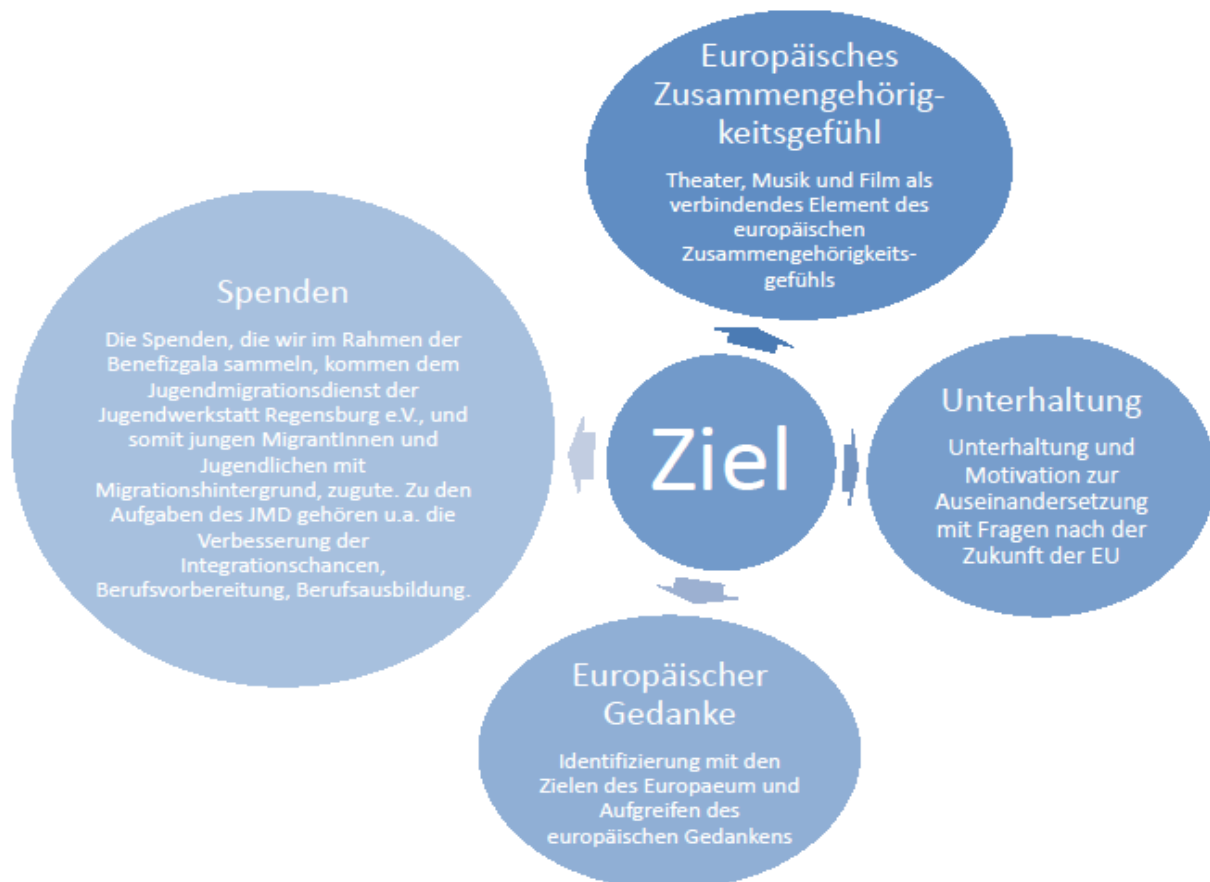 Europäisches
Zusammengehörig-
keitsgefühl
Theater, Musik und Film als
verbindendes Element des
europäischen
Zusammengehörigkeits-
gefühls
Spenden
Die Spenden, die wir im Rahmen der
Benefizgala sammeln, kommen dem
Jugendmigrationsdienst der
Jugendwerkstatt Regensburg e.V., und
somit jungen MigrantInnen und
Jugendlichen mit
Migrationshintergrund, zugute. Zu den
Aufgaben des JMD gehören u.a. die
Verbesserung der
Integrationschancen,
Berufsvorbereitung, Berufsausbildung.
Ziel
Unterhaltung
Unterhaltung und
Motivation zur
Auseinandersetzung
mit Fragen nach der
Zukunft der EU
Europäischer
Gedanke
Identifizierung mit den
Zielen des Europaeum und
Aufgreifen des
europäischen Gedankens